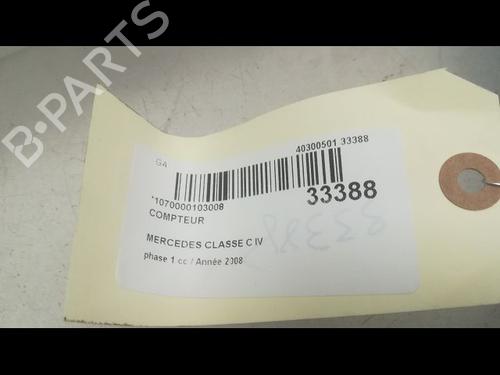 B-PARTS
GA
40300501 33388
*1070000103008
33388
COMPTEUR
MERCEDES CLASSE C IV
phase 1 cc / Année 2008